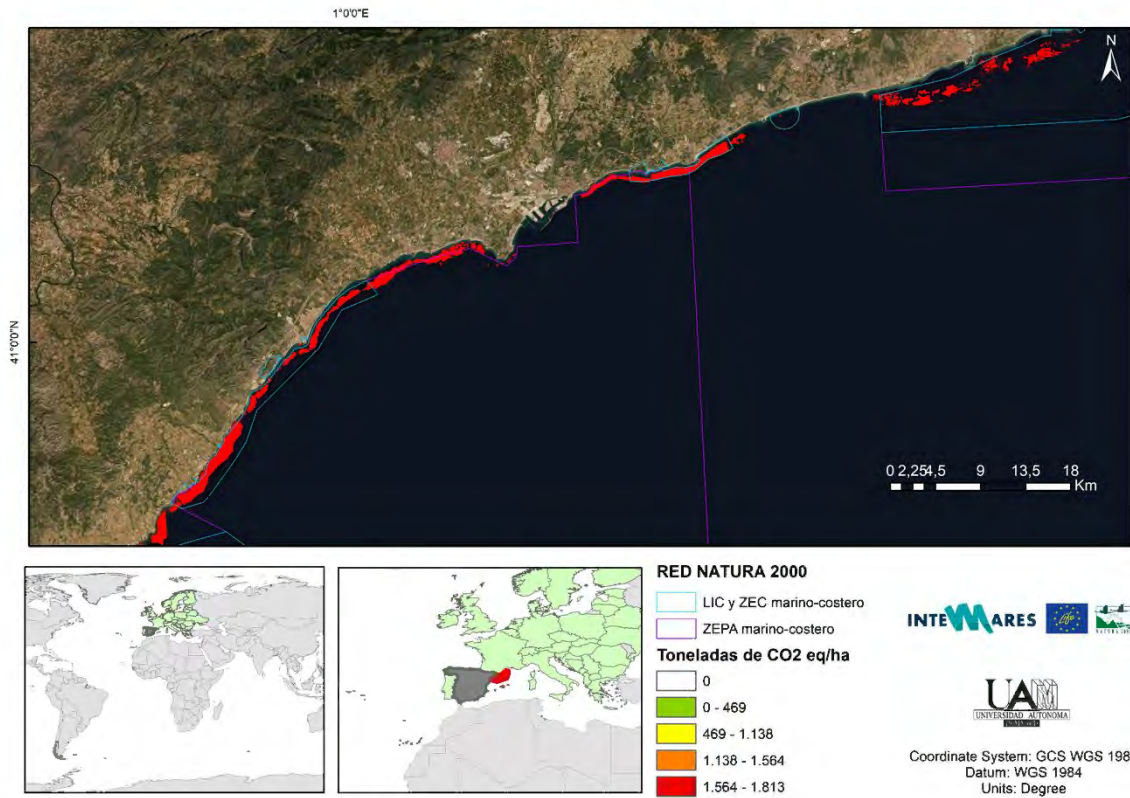 1°0'0"E
N
41°0'0"N
0 2,25 4,5 9 13,5 18
Km
RED NATURA 2000
LIC y ZEC marino-costero
ZEPA marino-costero
Toneladas de CO2 eq/ha
0
0 - 469
469 - 1.138
1.138 - 1.564
1.564 - 1.813
INTEMARES
Life
UAM
UNIVERSIDAD AUTONOMA
Coordinate System: GCS WGS 198
Datum: WGS 1984
Units: Degree